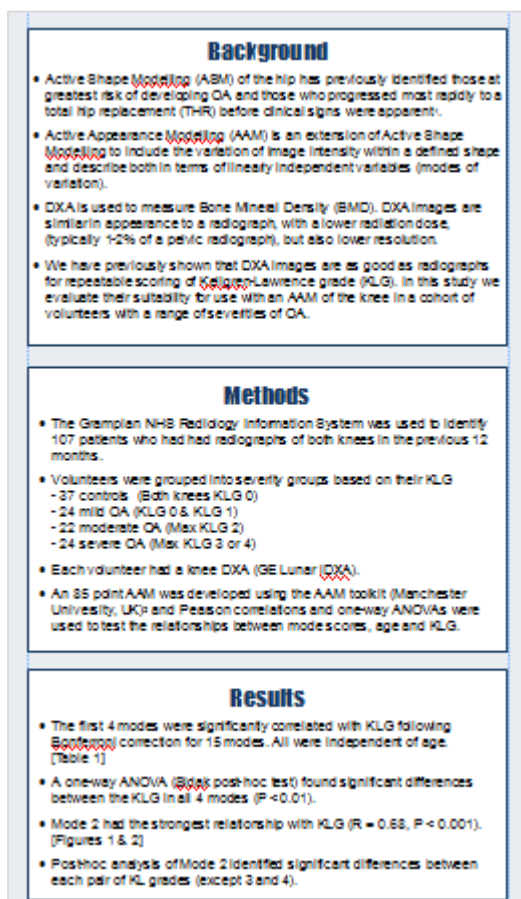 Background
• Active Shape Modelling (ASM) of the hip has previously identified those at
greatest risk of developing OA and those who progressed most rapidly to a
total hip replacement (THR) before clinical signs were apparent¹.
• Active Appearance Modelling (AAM) is an extension of Active Shape
Modelling to include the variation of image intensity within a defined shape
and describe both in terms of linearly independent variables (modes of
variation).
• DXA is used to measure Bone Mineral Density (BMD). DXA images are
similar in appearance to a radiograph, with a lower radiation dose,
(typically 1-2% of a pelvic radiograph), but also lower resolution.
• We have previously shown that DXA images are as good as radiographs
for repeatable scoring of Kellgren-Lawrence grade (KLG). In this study we
evaluate their suitability for use with an AAM of the knee in a cohort of
volunteers with a range of severities of OA.
Methods
• The Grampian NHS Radiology Information System was used to identify
107 patients who had had radiographs of both knees in the previous 12
months.
• Volunteers were grouped into severity groups based on their KLG
- 37 controls (Both knees KLG 0)
- 24 mild OA (KLG 0 & KLG 1)
- 22 moderate OA (Max KLG 2)
- 24 severe OA (Max KLG 3 or 4)
• Each volunteer had a knee DXA (GE Lunar iDXA).
• An 85 point AAM was developed using the AAM toolkit (Manchester
University, UK)² and Pearson correlations and one-way ANOVAs were
used to test the relationships between mode scores, age and KLG.
Results
• The first 4 modes were significantly correlated with KLG following
Bonferroni correction for 15 modes. All were independent of age.
[Table 1]
• A one-way ANOVA (Sidak post-hoc test) found significant differences
between the KLG in all 4 modes (P <0.01).
• Mode 2 had the strongest relationship with KLG (R = 0.68, P < 0.001).
[Figures 1 & 2]
• Post-hoc analysis of Mode 2 identified significant differences between
each pair of KL grades (except 3 and 4).